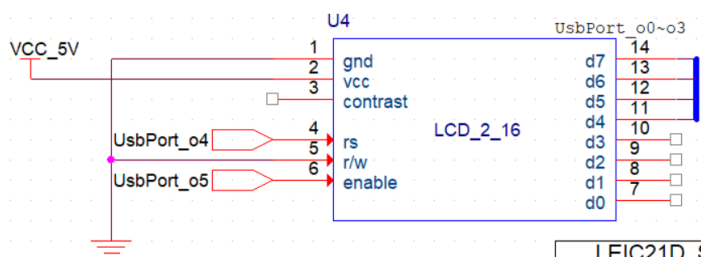 U4
UsbPort_o0~o3
VCC_5V
1 gnd
2 vcc
3 contrast
UsbPort_o4 4 rs
5 r/w
UsbPort_o5 6 enable
LCD_2_16
d7 14
d6 13
d5 12
d4 11
d3 10
d2 9
d1 8
d0 7